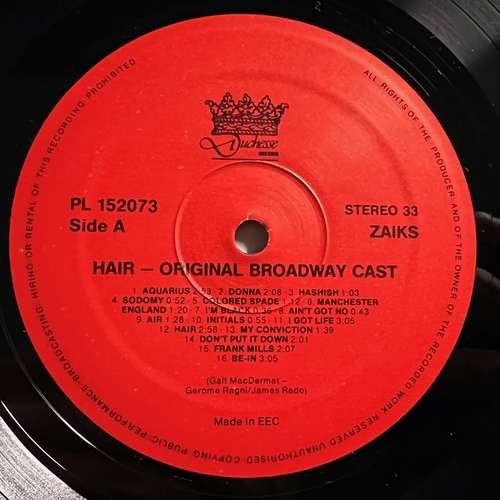 ALL RIGHTS OF THE PRODUCER AND OF THE OWNER OF THE RECORDED WORK RESERVED UNAUTHORISED COPYING PUBLIC PERFORMANCE-BROADCASTING HIRING OR RENTAL OF THIS RECORDING PROHIBITED
Duchesse
PL 152073
Side A
STEREO 33
ZAIKS
HAIR – ORIGINAL BROADWAY CAST
1. AQUARIUS 2:53 · 2. DONNA 2:08 · 3. HASHISH 1:03
4. SODOMY 0:52 · 5. COLORED SPADE 1:12 · 6. MANCHESTER
ENGLAND 1:20 · 7. I'M BLACK 0:36 · 8. AIN'T GOT NO 0:43
9. AIR 1:28 · 10. INITIALS 0:55 · 11. I GOT LIFE 3:05
12. HAIR 2:58 · 13. MY CONVICTION 1:39
14. DON'T PUT IT DOWN 2:01
15. FRANK MILLS 2:07
16. BE-IN 3:05
(Galt MacDermat –
Gerome Ragni/James Rado)
Made in EEC